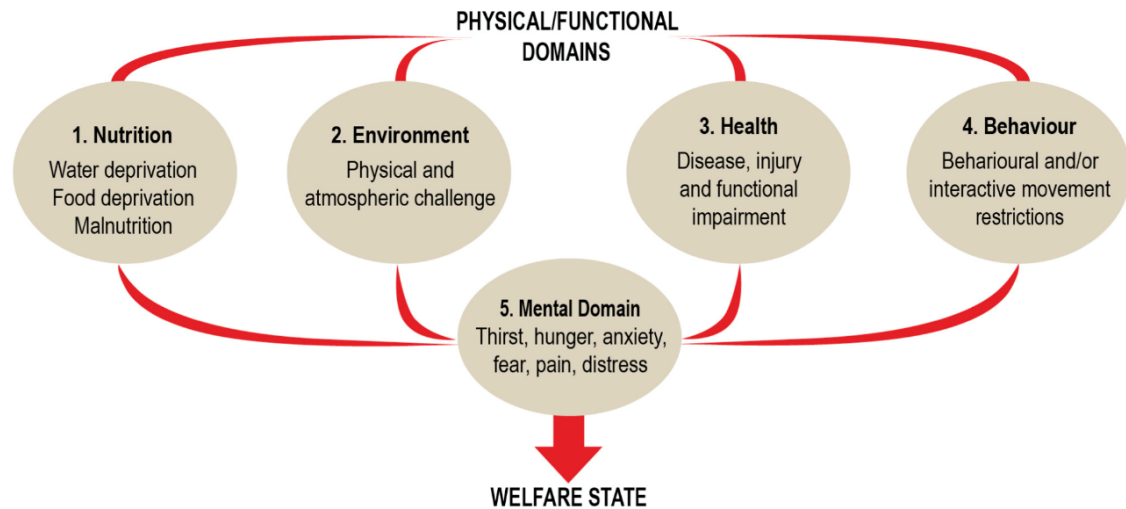 PHYSICAL/FUNCTIONAL
DOMAINS
1. Nutrition
Water deprivation
Food deprivation
Malnutrition
2. Environment
Physical and
atmospheric challenge
3. Health
Disease, injury
and functional
impairment
4. Behaviour
Beharioural and/or
interactive movement
restrictions
5. Mental Domain
Thirst, hunger, anxiety,
fear, pain, distress
WELFARE STATE